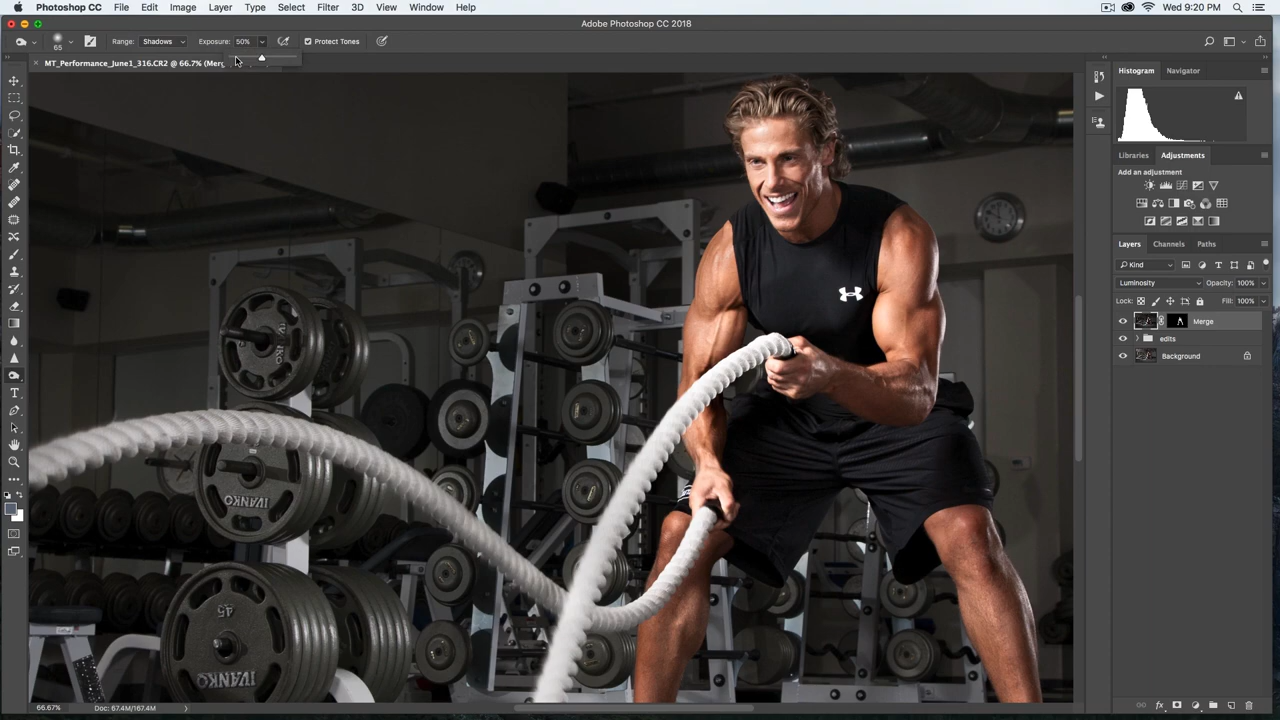 Photoshop CC File Edit Image Layer Type Select Filter 3D View Window Help Wed 9:20 PM
Adobe Photoshop CC 2018
65 Range: Shadows Exposure: 50% Protect Tones
MT_Performance_June1_316.CR2 @ 66.7% (Merg
Histogram Navigator
Libraries Adjustments
Add an adjustment
Layers Channels Paths
Kind
Luminosity Opacity: 100%
Lock: Fill: 100%
Merge
edits
Background
IVANKO
45
IVANKO
66.67% Doc: 67.4M/167.4M